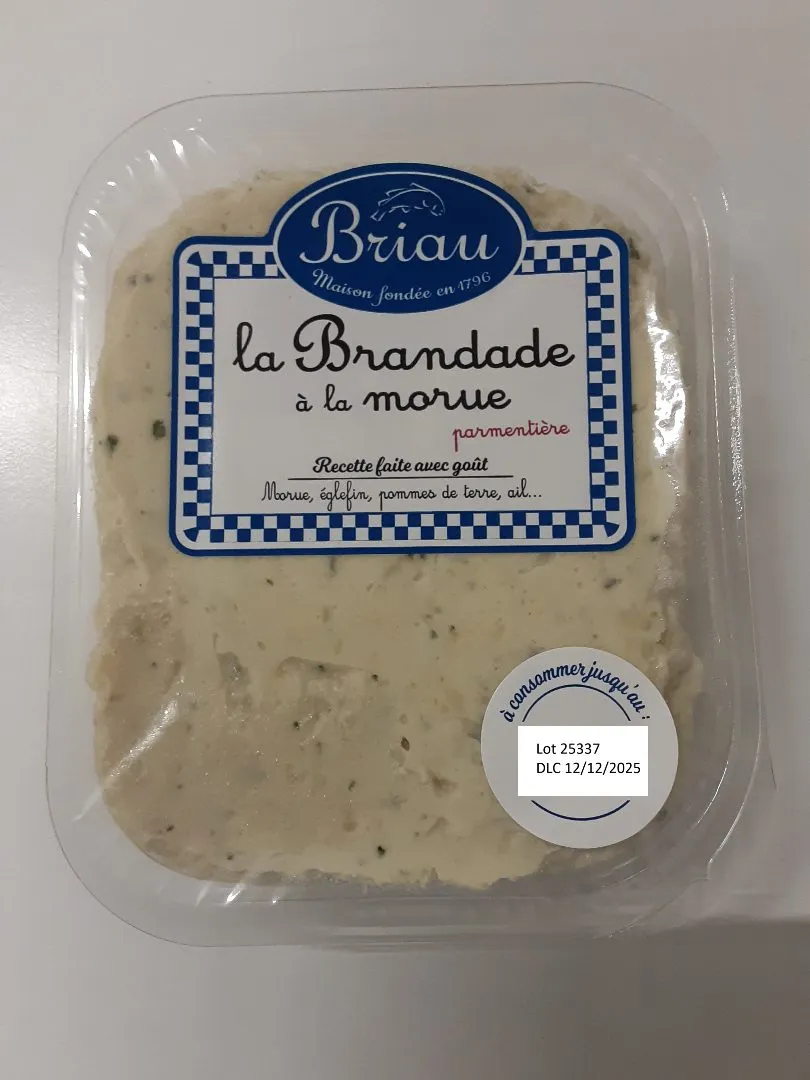 Briau
Maison fondée en 1796
la Brandade
à la morue
parmentière
Recette faite avec goût
Morue, églefin, pommes de terre, ail...
à consommer jusqu'au :
Lot 25337
DLC 12/12/2025